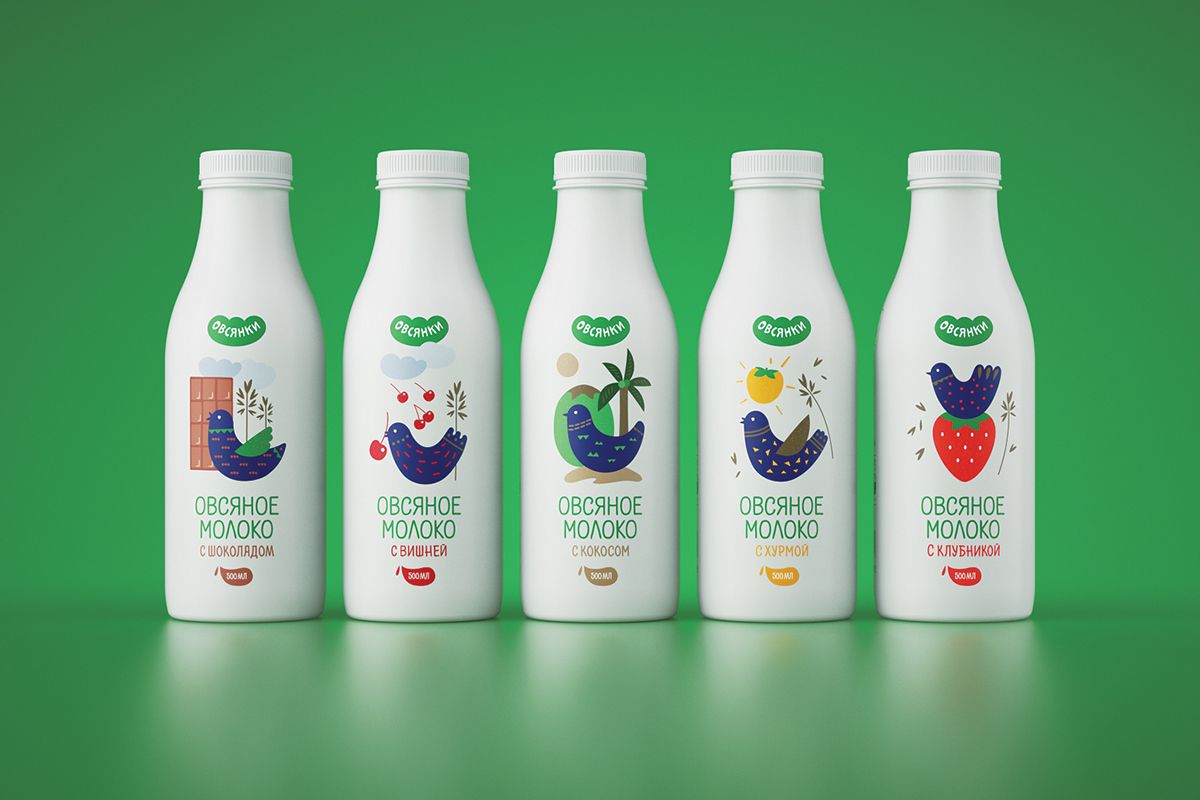 ОВСЯНКИ
ОВСЯНОЕ
МОЛОКО
С ШОКОЛАДОМ
500 МЛ
ОВСЯНКИ
ОВСЯНОЕ
МОЛОКО
С ВИШНЕЙ
500 МЛ
ОВСЯНКИ
ОВСЯНОЕ
МОЛОКО
С КОКОСОМ
500 МЛ
ОВСЯНКИ
ОВСЯНОЕ
МОЛОКО
С ХУРМОЙ
500 МЛ
ОВСЯНКИ
ОВСЯНОЕ
МОЛОКО
С КЛУБНИКОЙ
500 МЛ